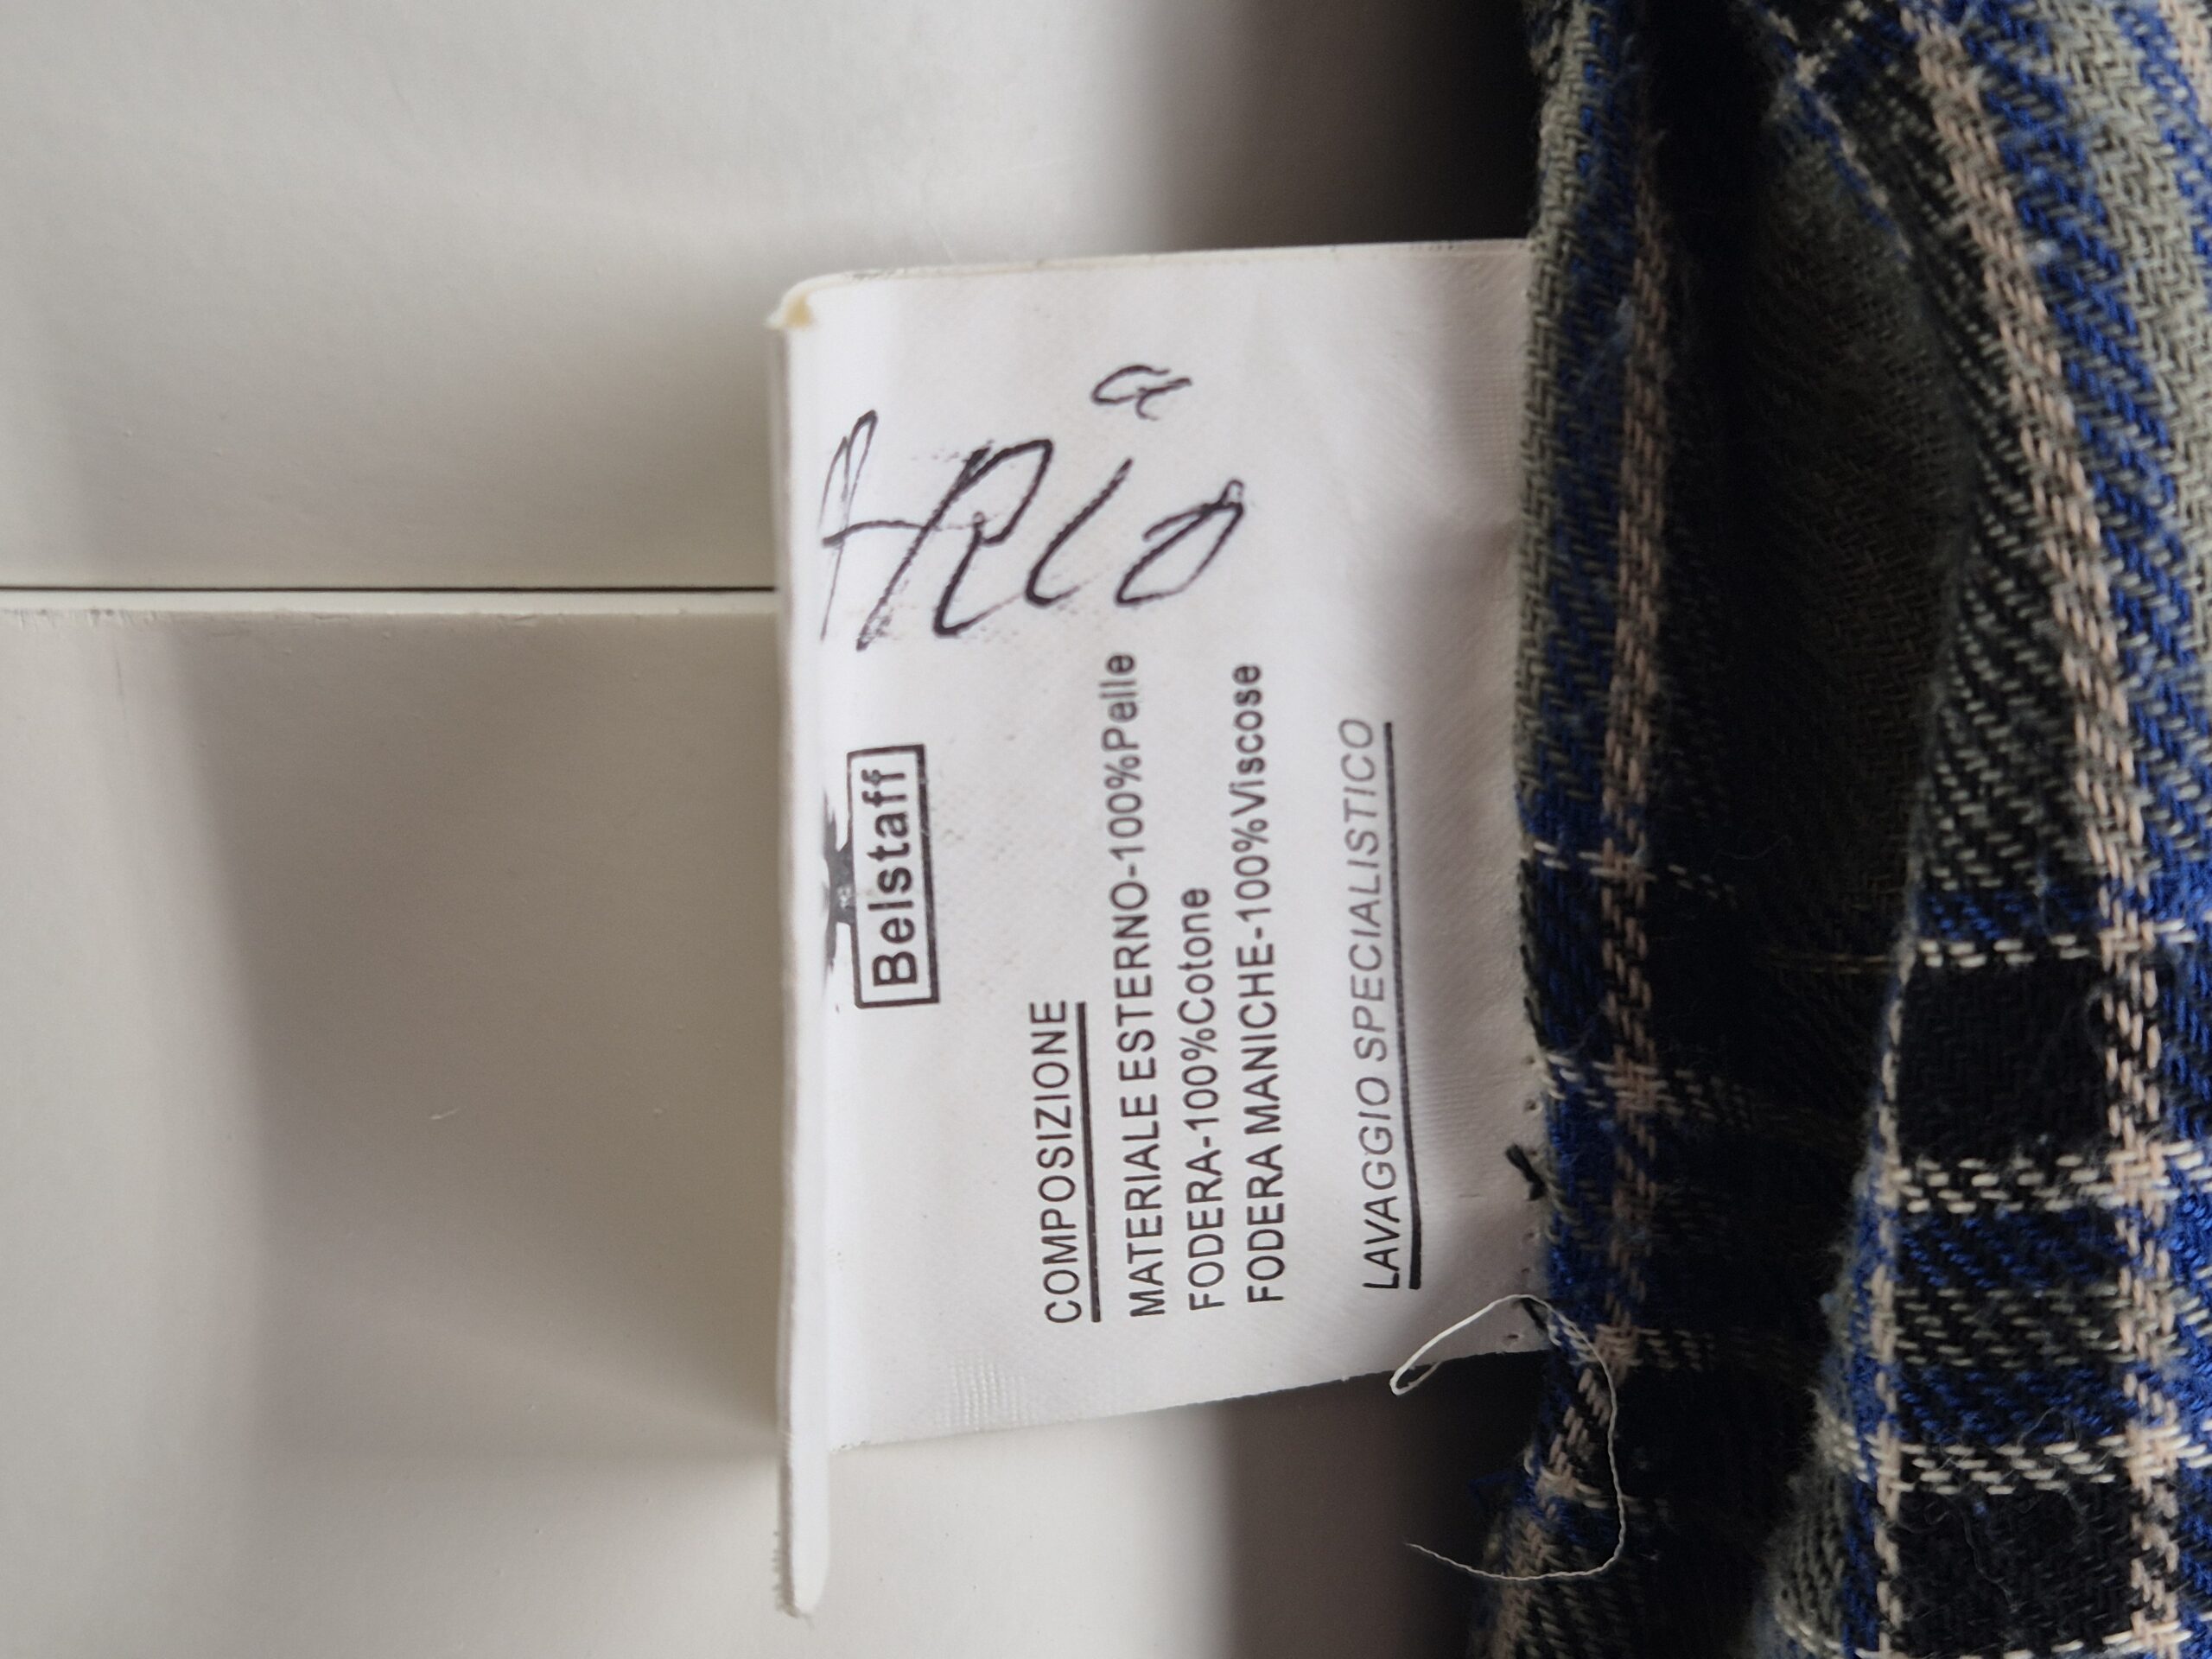 Belstaff
COMPOSIZIONE
MATERIALE ESTERNO-100%Pelle
FODERA-100%Cotone
FODERA MANICHE-100%Viscose
LAVAGGIO SPECIALISTICO